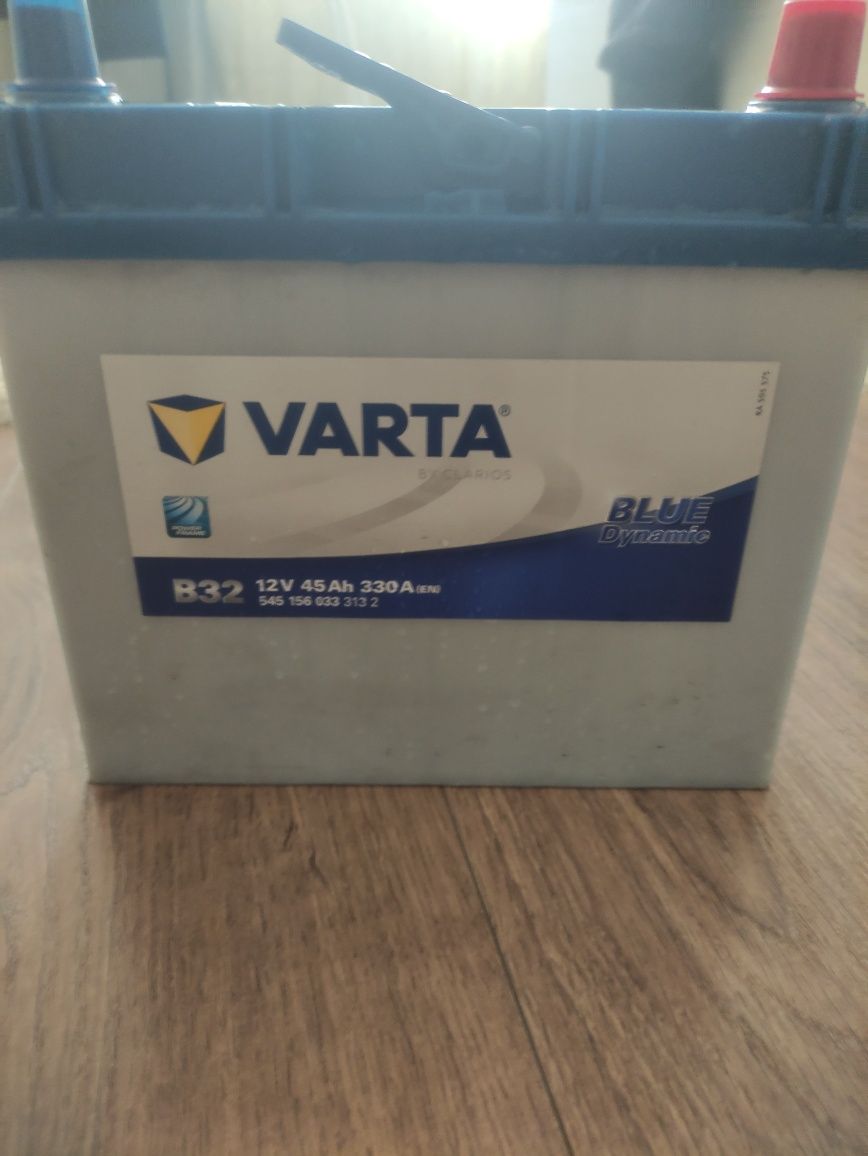 VARTA®
BY CLARIOS
POWER
FRAME
BLUE
Dynamic
B32 12V 45Ah 330A (EN)
545 156 033 313 2